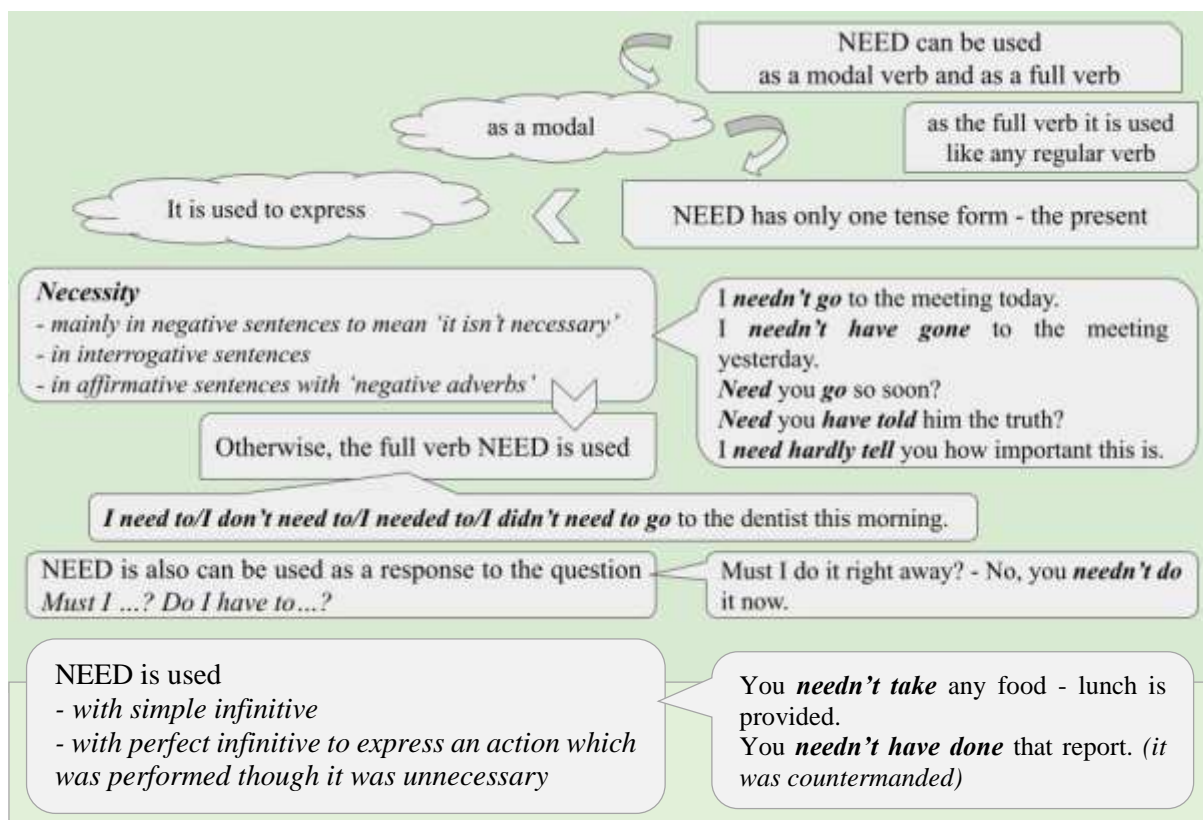 NEED can be used
as a modal verb and as a full verb
as a modal
as the full verb it is used
like any regular verb
It is used to express
NEED has only one tense form - the present
Necessity
- mainly in negative sentences to mean ‘it isn’t necessary’
- in interrogative sentences
- in affirmative sentences with ‘negative adverbs’
I needn’t go to the meeting today.
I needn’t have gone to the meeting
yesterday.
Need you go so soon?
Need you have told him the truth?
I need hardly tell you how important this is.
Otherwise, the full verb NEED is used
I need to/I don’t need to/I needed to/I didn’t need to go to the dentist this morning.
NEED is also can be used as a response to the question
Must I ...? Do I have to...?
Must I do it right away? - No, you needn’t do
it now.
NEED is used
- with simple infinitive
- with perfect infinitive to express an action which
was performed though it was unnecessary
You needn’t take any food - lunch is
provided.
You needn’t have done that report. (it
was countermanded)